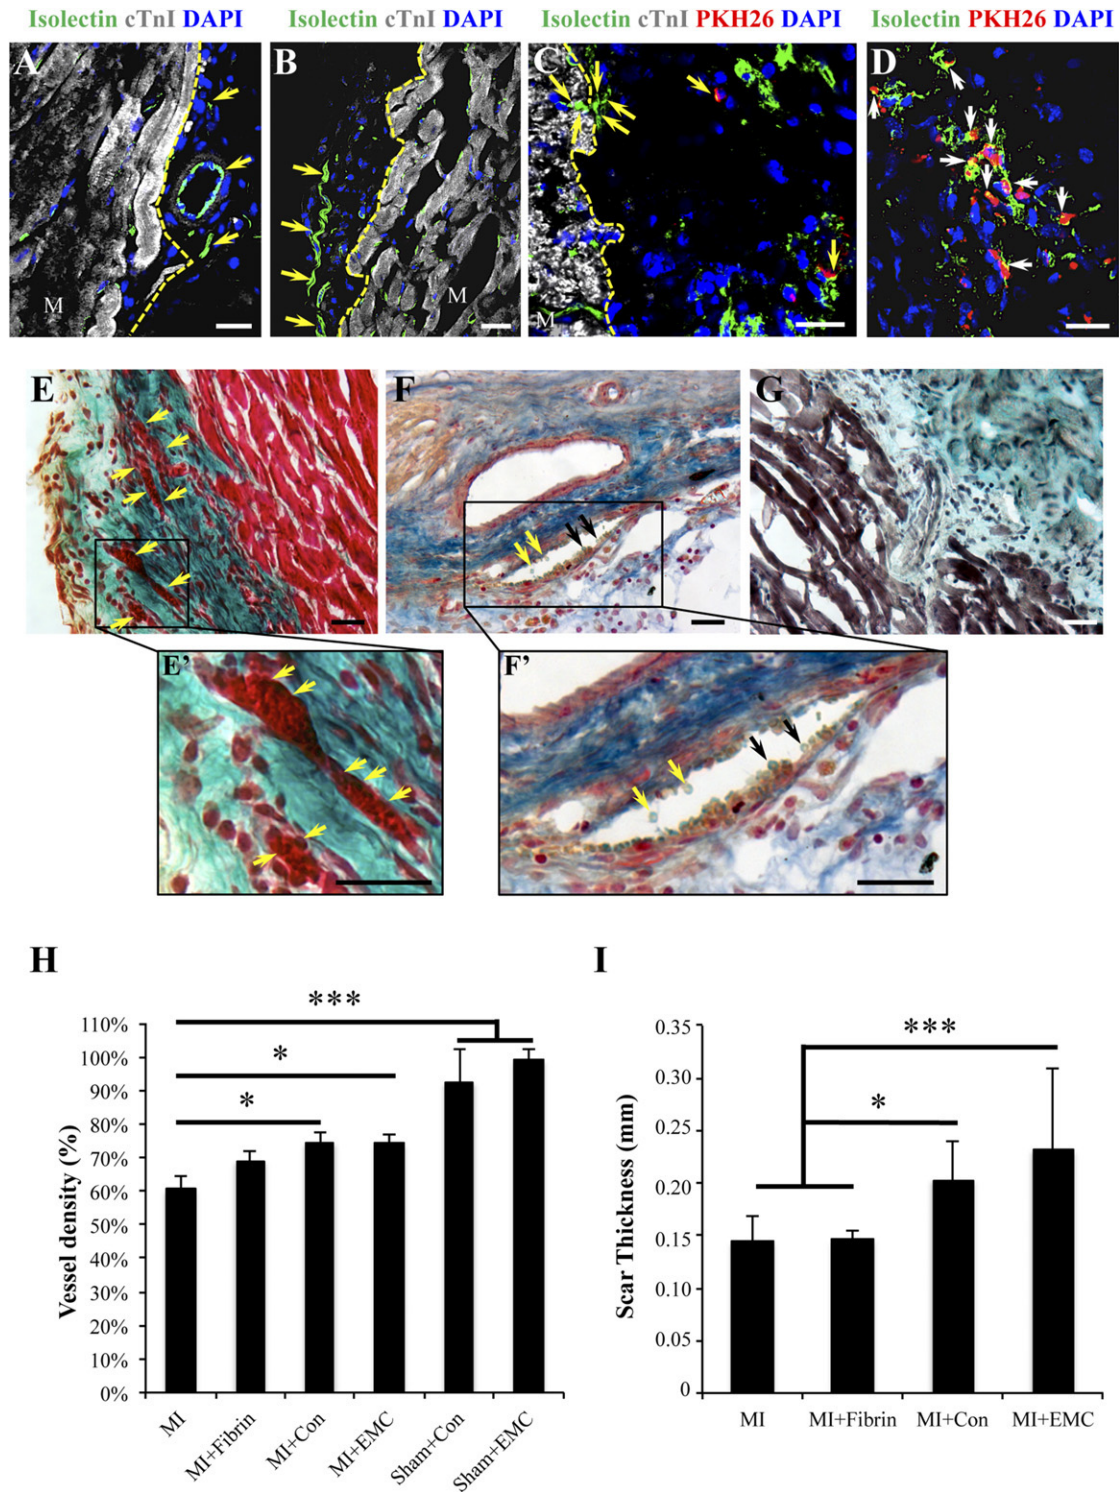 Isolectin cTnI DAPI
Isolectin cTnI DAPI
Isolectin cTnI PKH26 DAPI
Isolectin PKH26 DAPI
A
B
C
D
M
M
M
E
F
G
E'
F'
H
***
*
*
Vessel density (%)
110%
100%
90%
80%
70%
60%
50%
40%
30%
20%
10%
0%
MI
MI+Fibrin
MI+Con
MI+EMC
Sham+Con
Sham+EMC
I
***
*
Scar Thickness (mm)
0.35
0.30
0.25
0.20
0.15
0.10
0.05
0
MI
MI+Fibrin
MI+Con
MI+EMC